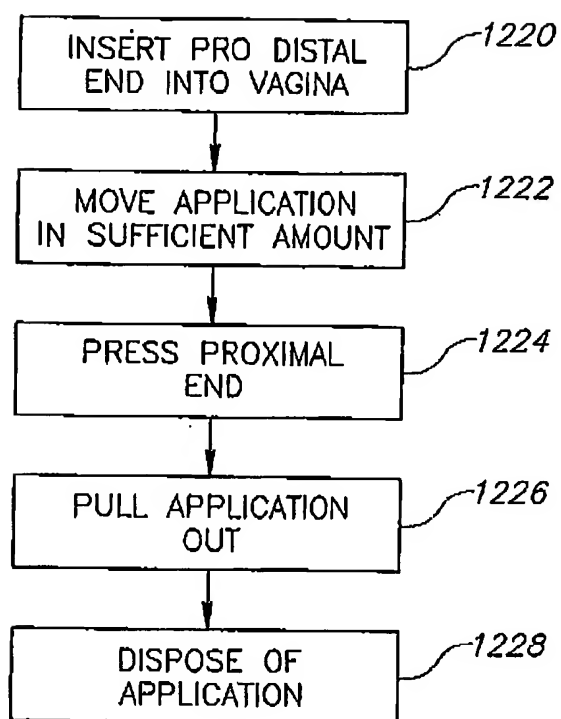 INSERT PRO DISTAL
END INTO VAGINA
1220
MOVE APPLICATION
IN SUFFICIENT AMOUNT
1222
PRESS PROXIMAL
END
1224
PULL APPLICATION
OUT
1226
DISPOSE OF
APPLICATION
1228